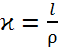 ϰ = l/ρ